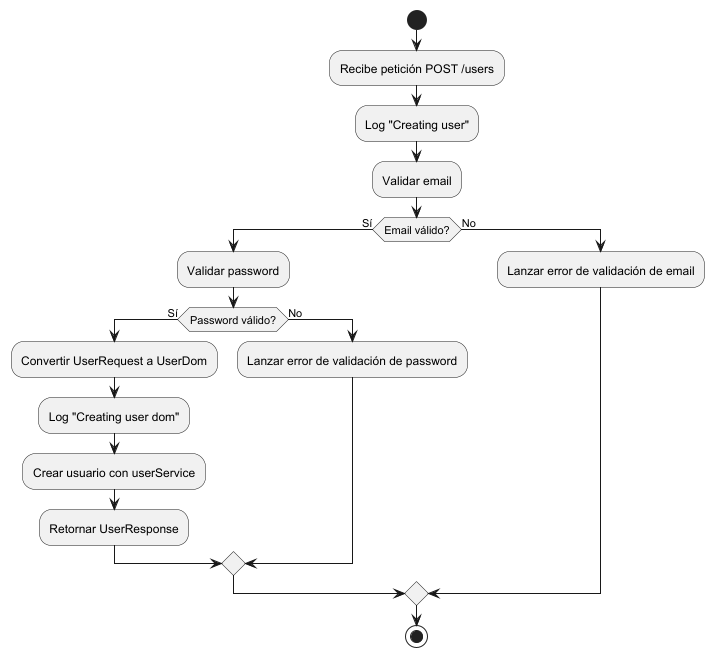 Recibe petición POST /users
Log "Creating user"
Validar email
Sí
Email válido?
No
Validar password
Lanzar error de validación de email
Sí
Password válido?
No
Convertir UserRequest a UserDom
Lanzar error de validación de password
Log "Creating user dom"
Crear usuario con userService
Retornar UserResponse